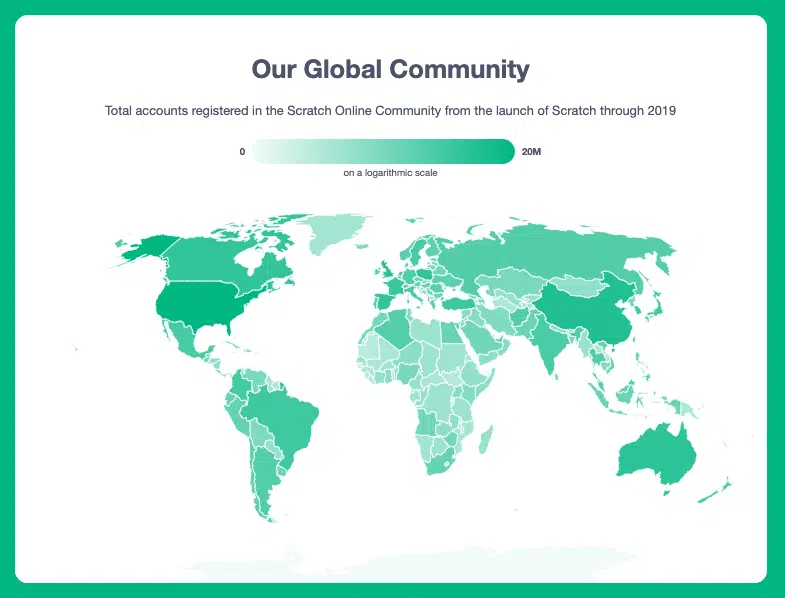 Our Global Community
Total accounts registered in the Scratch Online Community from the launch of Scratch through 2019
0 20M
on a logarithmic scale